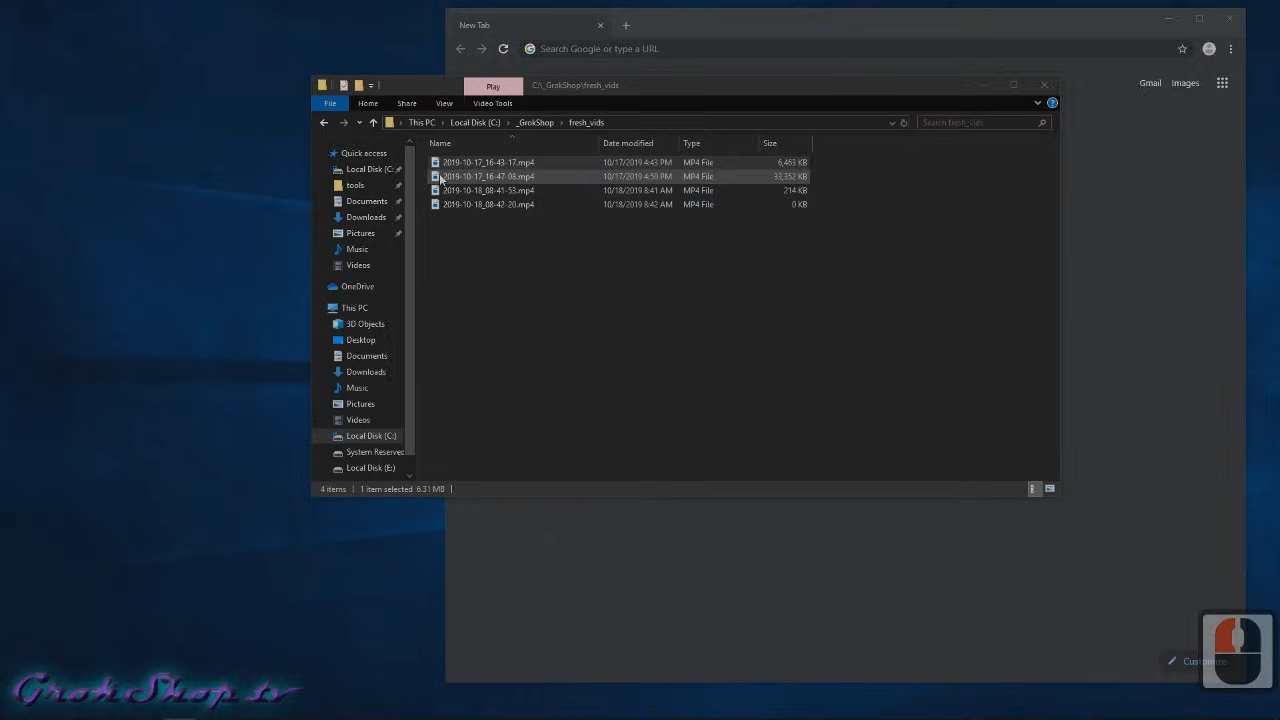 New Tab
Search Google or type a URL
Gmail Images
Play C:\_GrokShop\fresh_vids
File Home Share View Video Tools
This PC Local Disk (C:) _GrokShop fresh_vids Search fresh_vids
Name Date modified Type Size
2019-10-17_16-43-17.mp4 10/17/2019 4:43 PM MP4 File 6,463 KB
2019-10-17_16-47-08.mp4 10/17/2019 4:50 PM MP4 File 33,352 KB
2019-10-18_08-41-53.mp4 10/18/2019 8:41 AM MP4 File 214 KB
2019-10-18_08-42-20.mp4 10/18/2019 8:42 AM MP4 File 0 KB
Quick access
Local Disk (C:
tools
Documents
Downloads
Pictures
Music
Videos
OneDrive
This PC
3D Objects
Desktop
Documents
Downloads
Music
Pictures
Videos
Local Disk (C:)
System Reserved
Local Disk (E:)
4 items 1 item selected 6.31 MB
Customize
GrokShop.tv